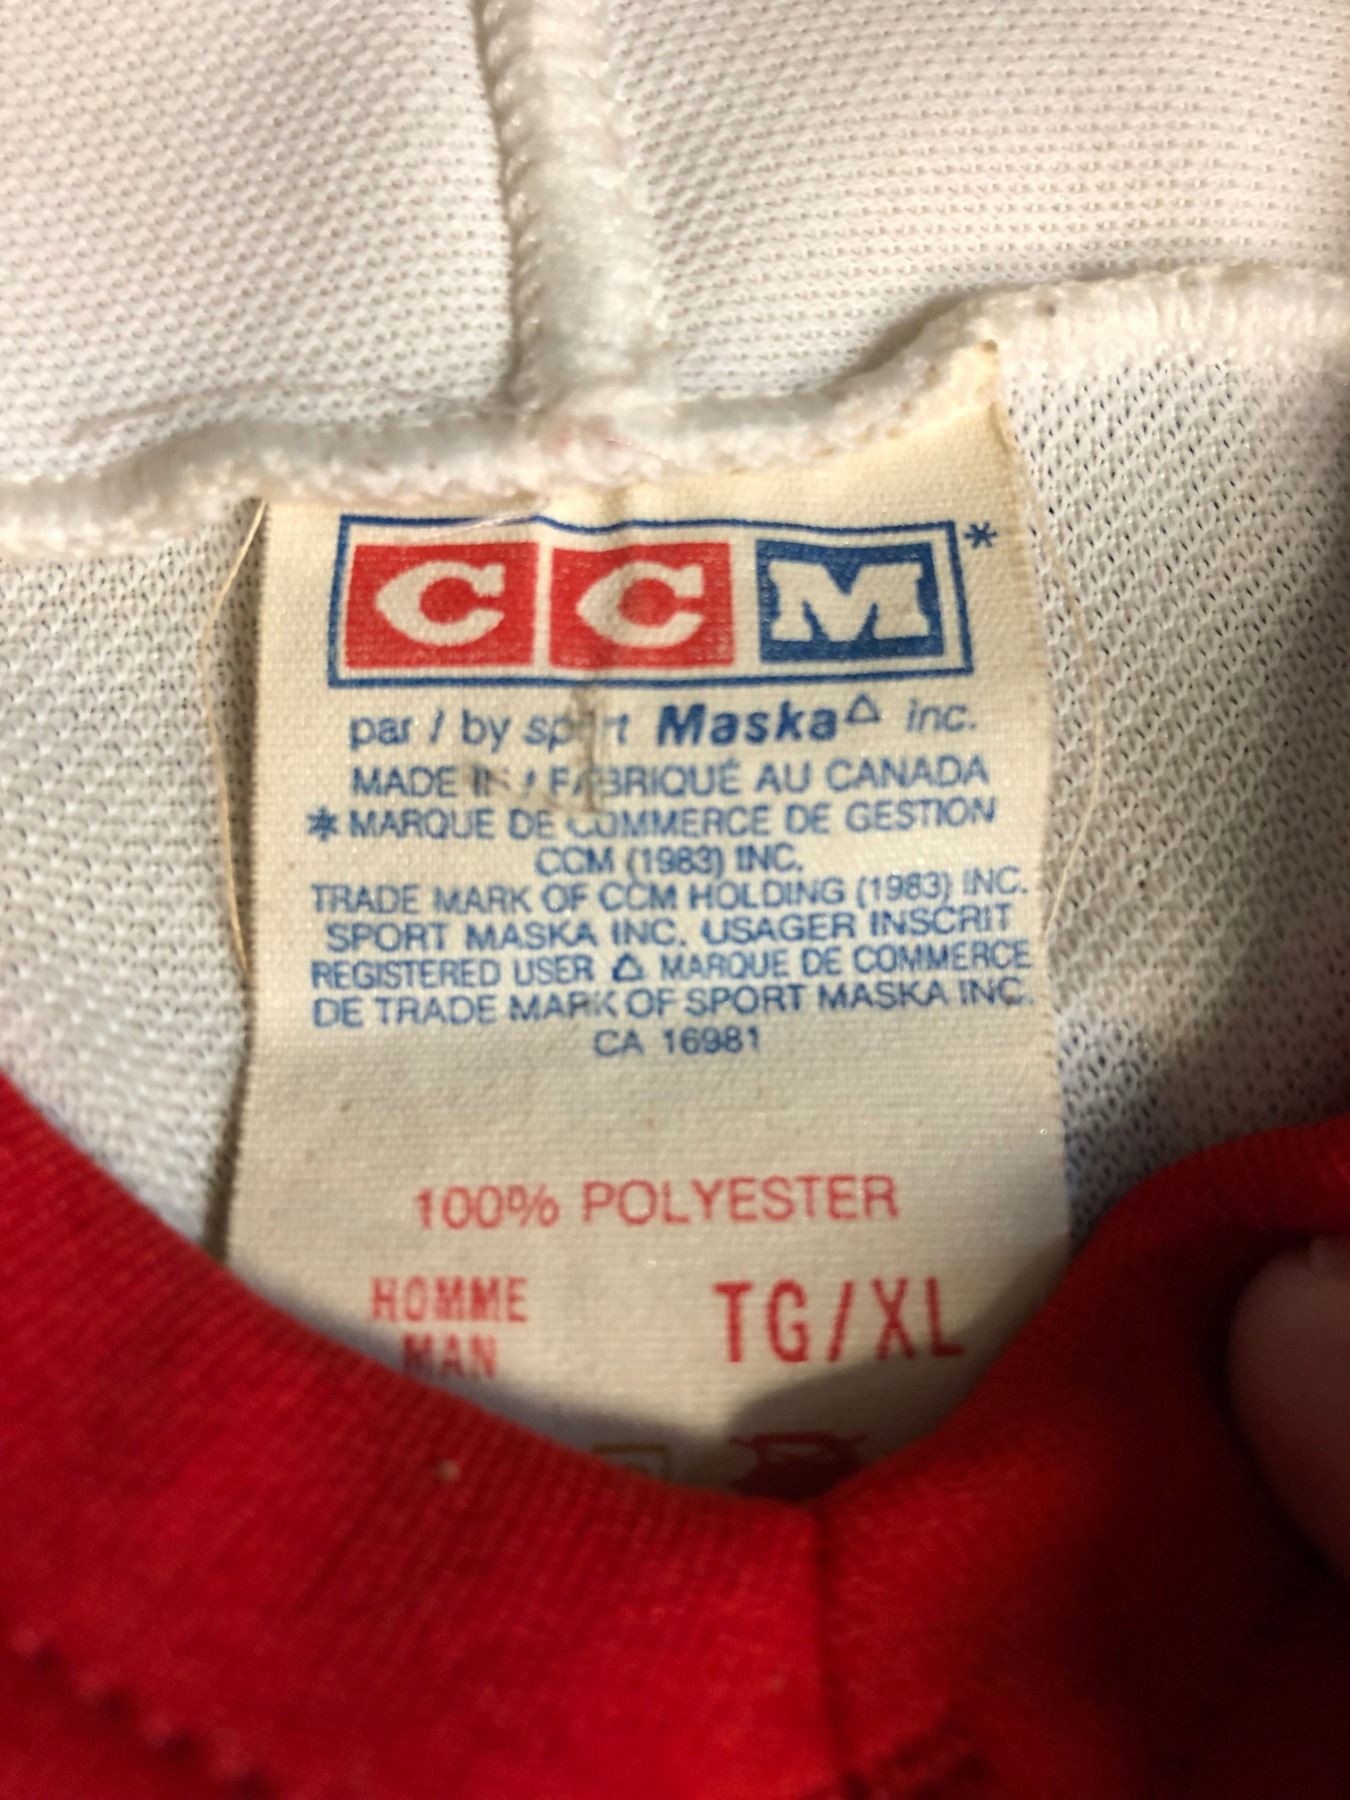 CCM*
par / by sport Maska△ inc.
MADE IN / FABRIQUÉ AU CANADA
*MARQUE DE COMMERCE DE GESTION
CCM (1983) INC.
TRADE MARK OF CCM HOLDING (1983) INC.
SPORT MASKA INC. USAGER INSCRIT
REGISTERED USER △ MARQUE DE COMMERCE
DE TRADE MARK OF SPORT MASKA INC.
CA 16981
100% POLYESTER
HOMME
MAN
TG/XL